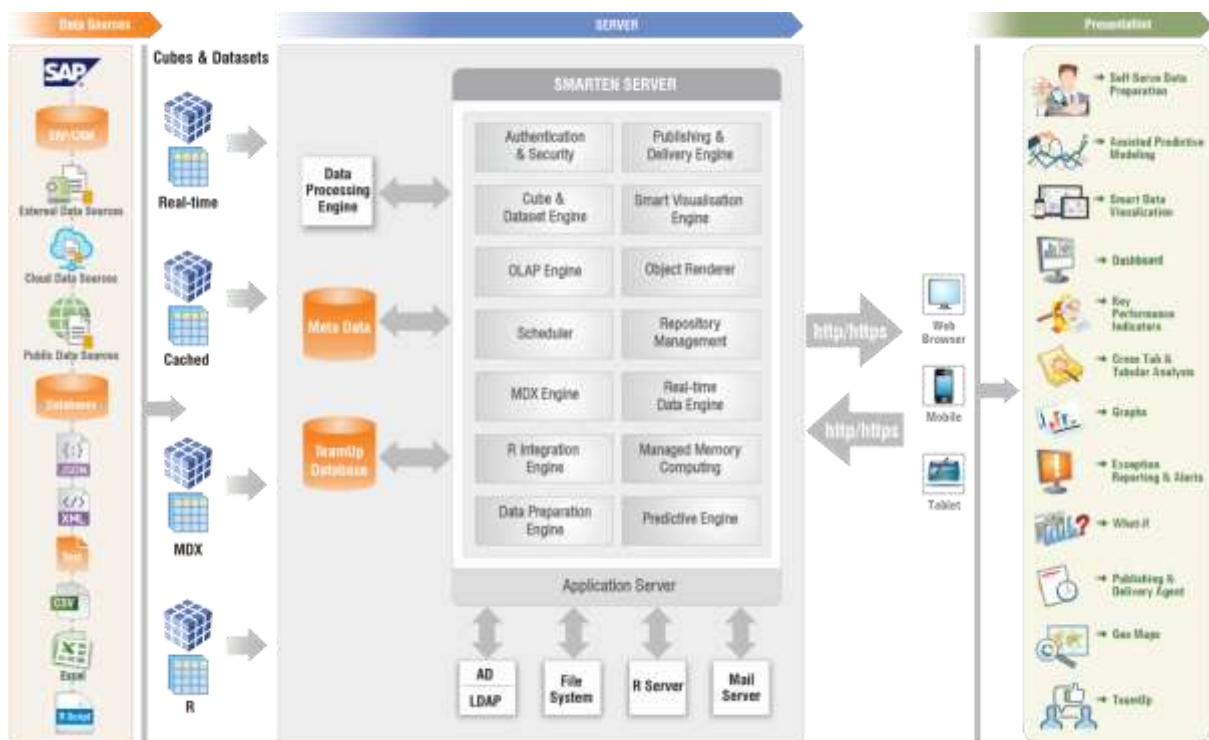 Data Sources
SERVER
Presentation
SAP
ERP/CRM
External Data Sources
Cloud Data Sources
Public Data Sources
Databases
{:}
JSON
</>
XML
Text
CSV
Excel
R Script
Cubes & Datasets
Real-time
Cached
MDX
R
Data
Processing
Engine
Meta Data
TeamUp
Database
SMARTEN SERVER
Authentication
& Security
Publishing &
Delivery Engine
Cube &
Dataset Engine
Smart Visualisation
Engine
OLAP Engine
Object Renderer
Scheduler
Repository
Management
MDX Engine
Real-time
Data Engine
R Integration
Engine
Managed Memory
Computing
Data Preparation
Engine
Predictive Engine
Application Server
AD
LDAP
File
System
R Server
Mail
Server
http/https
http/https
Web
Browser
Mobile
Tablet
Self Serve Data
Preparation
Assisted Predictive
Modeling
Smart Data
Visualization
Dashboard
Key
Performance
Indicators
Cross Tab &
Tabular Analysis
Graphs
Exception
Reporting & Alerts
What-if
Publishing &
Delivery Agent
Geo Maps
TeamUp